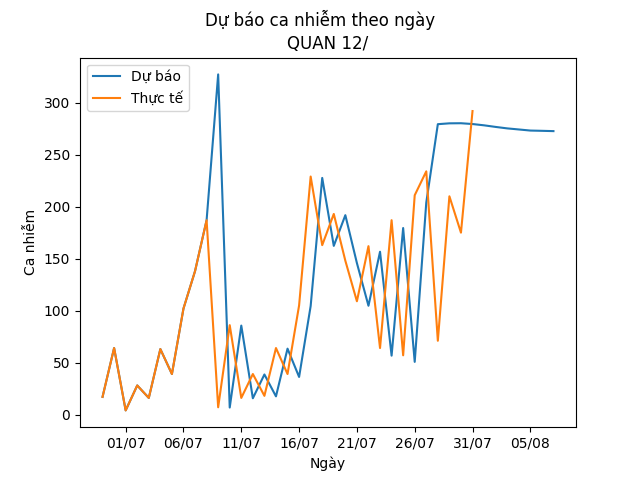 Dự báo ca nhiễm theo ngày
QUAN 12/
Dự báo
Thực tế
300
250
200
150
100
50
0
Ca nhiễm
01/07 06/07 11/07 16/07 21/07 26/07 31/07 05/08
Ngày